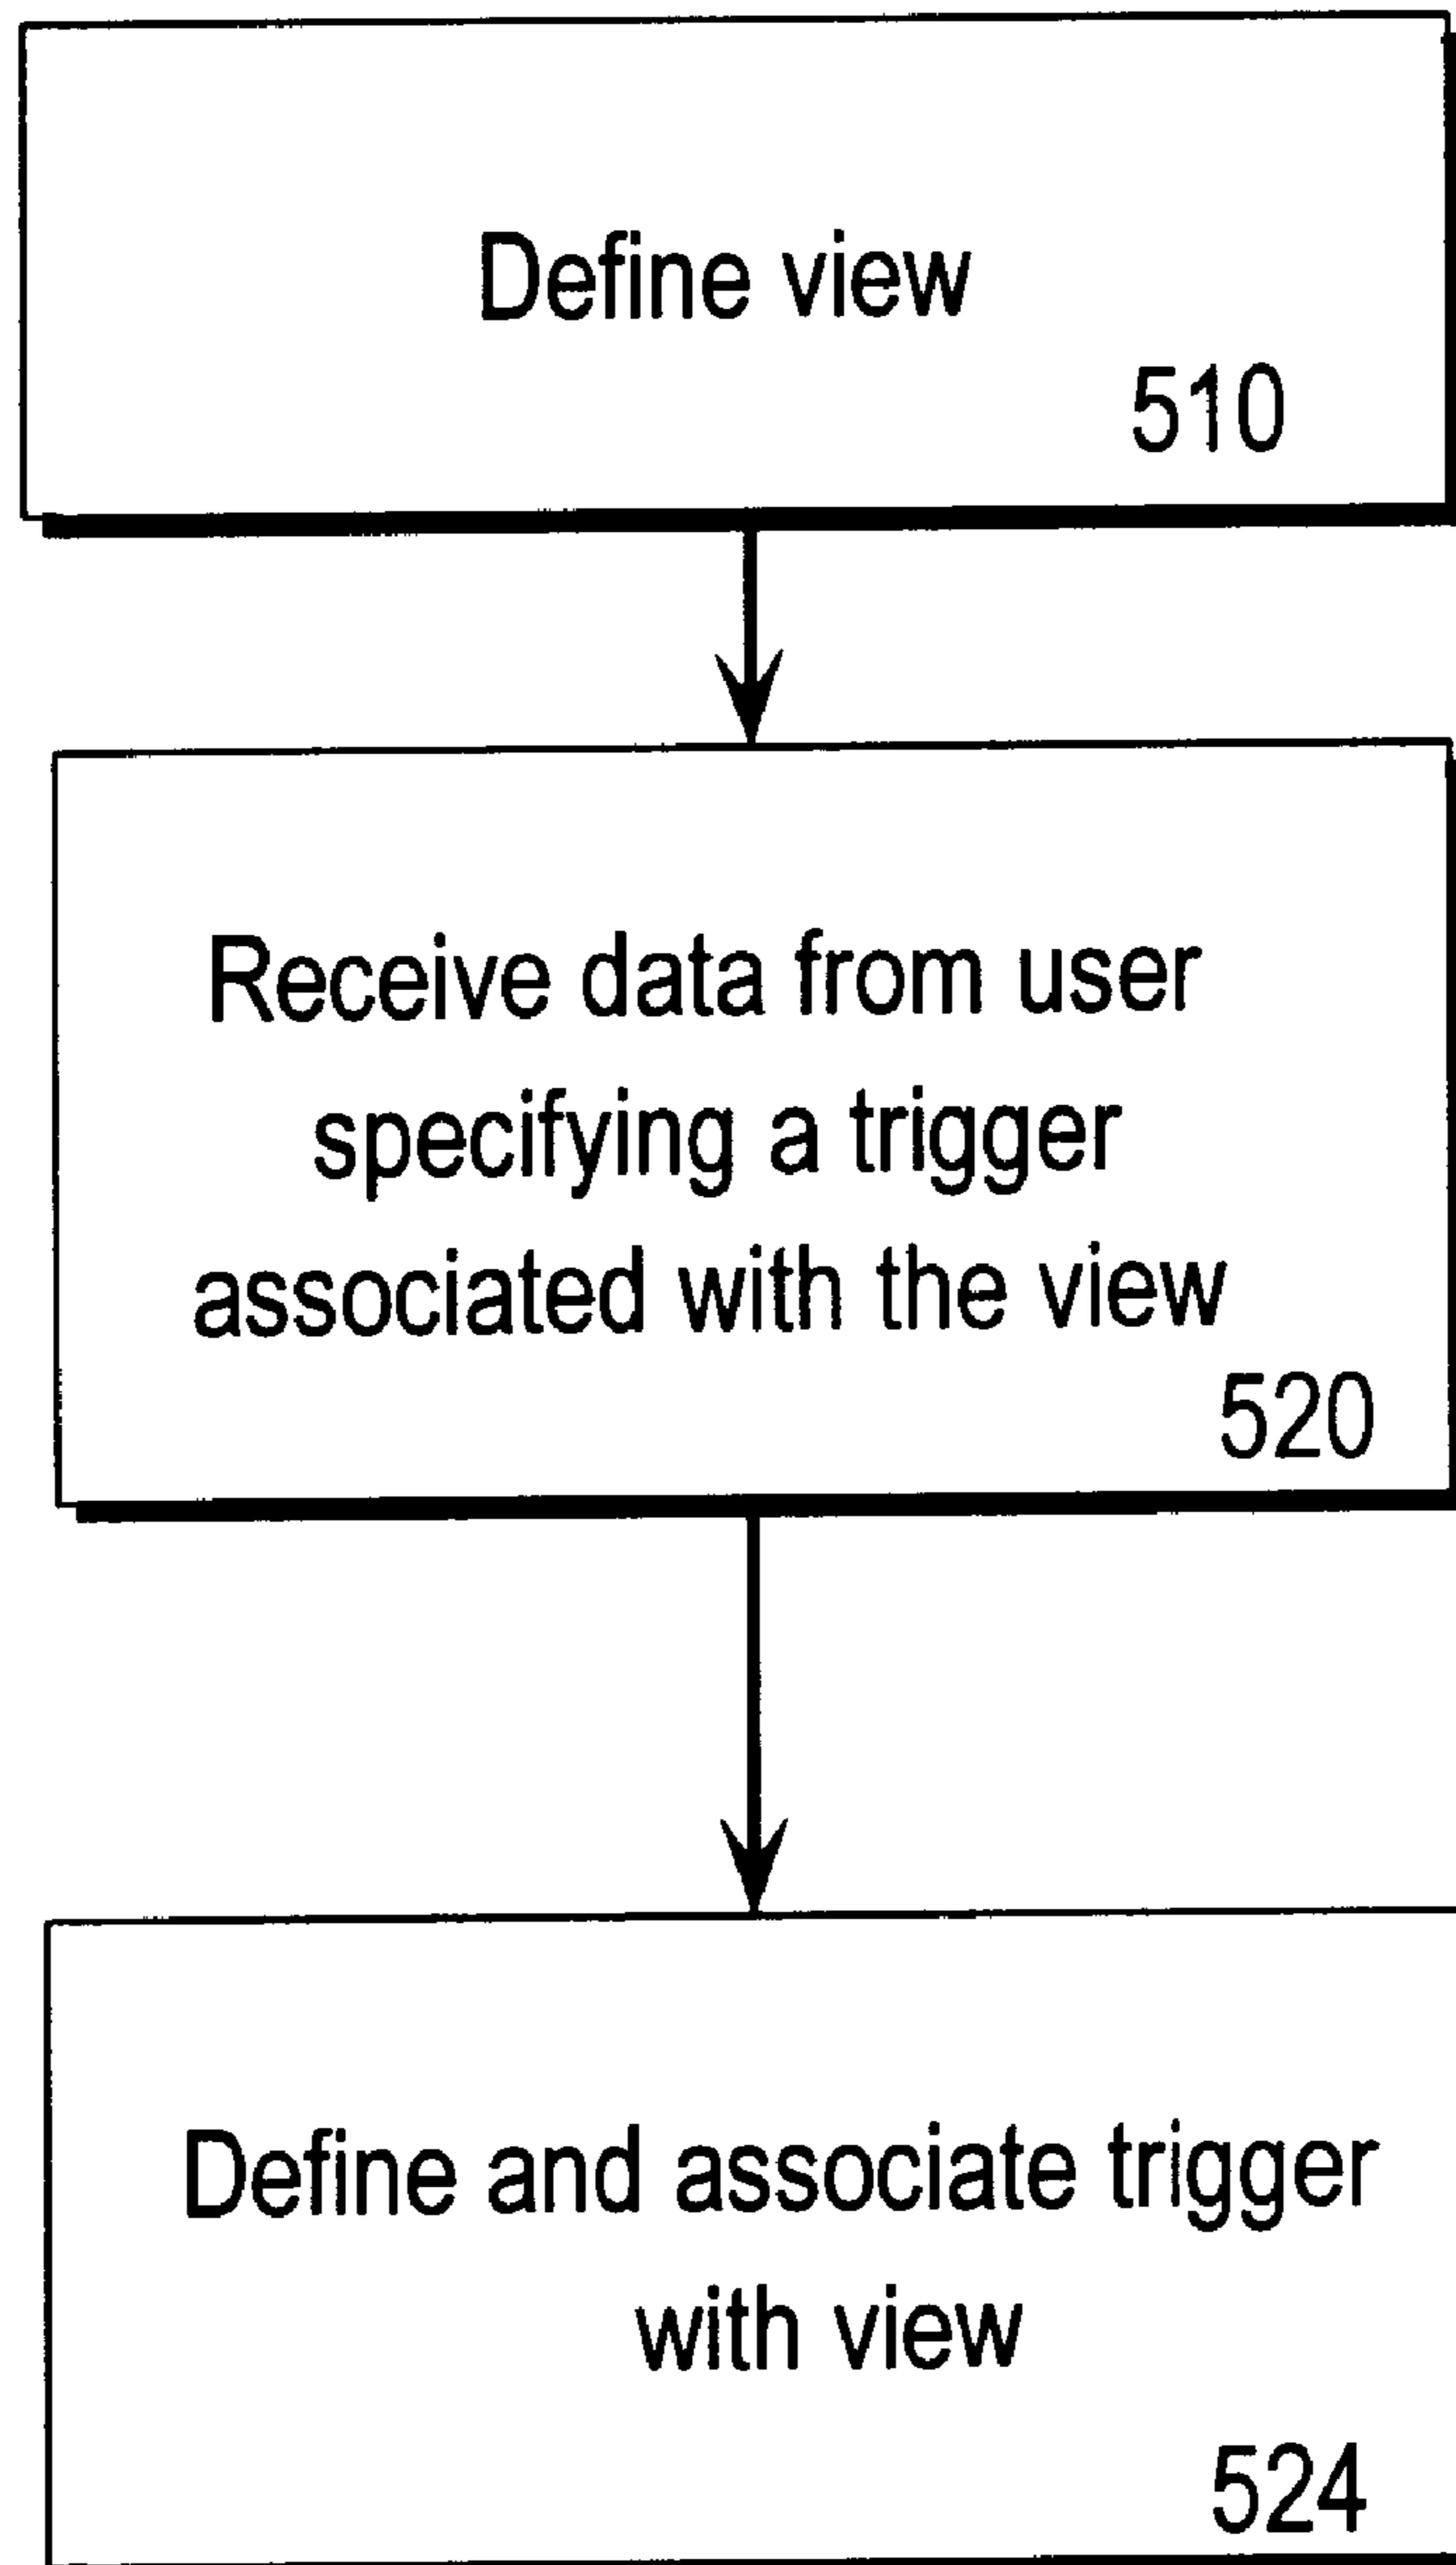 Define view
510
Receive data from user
specifying a trigger
associated with the view
520
Define and associate trigger
with view
524